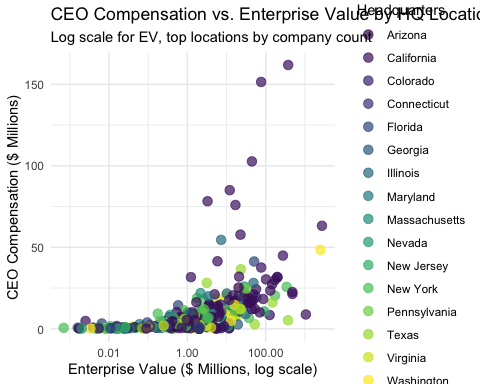 CEO Compensation vs. Enterprise Value by HQ Locatio
Log scale for EV, top locations by company count
Headquarters
Arizona
California
Colorado
Connecticut
Florida
Georgia
Illinois
Maryland
Massachusetts
Nevada
New Jersey
New York
Pennsylvania
Texas
Virginia
Washington
CEO Compensation ($ Millions)
150
100
50
0
0.01
1.00
100.00
Enterprise Value ($ Millions, log scale)